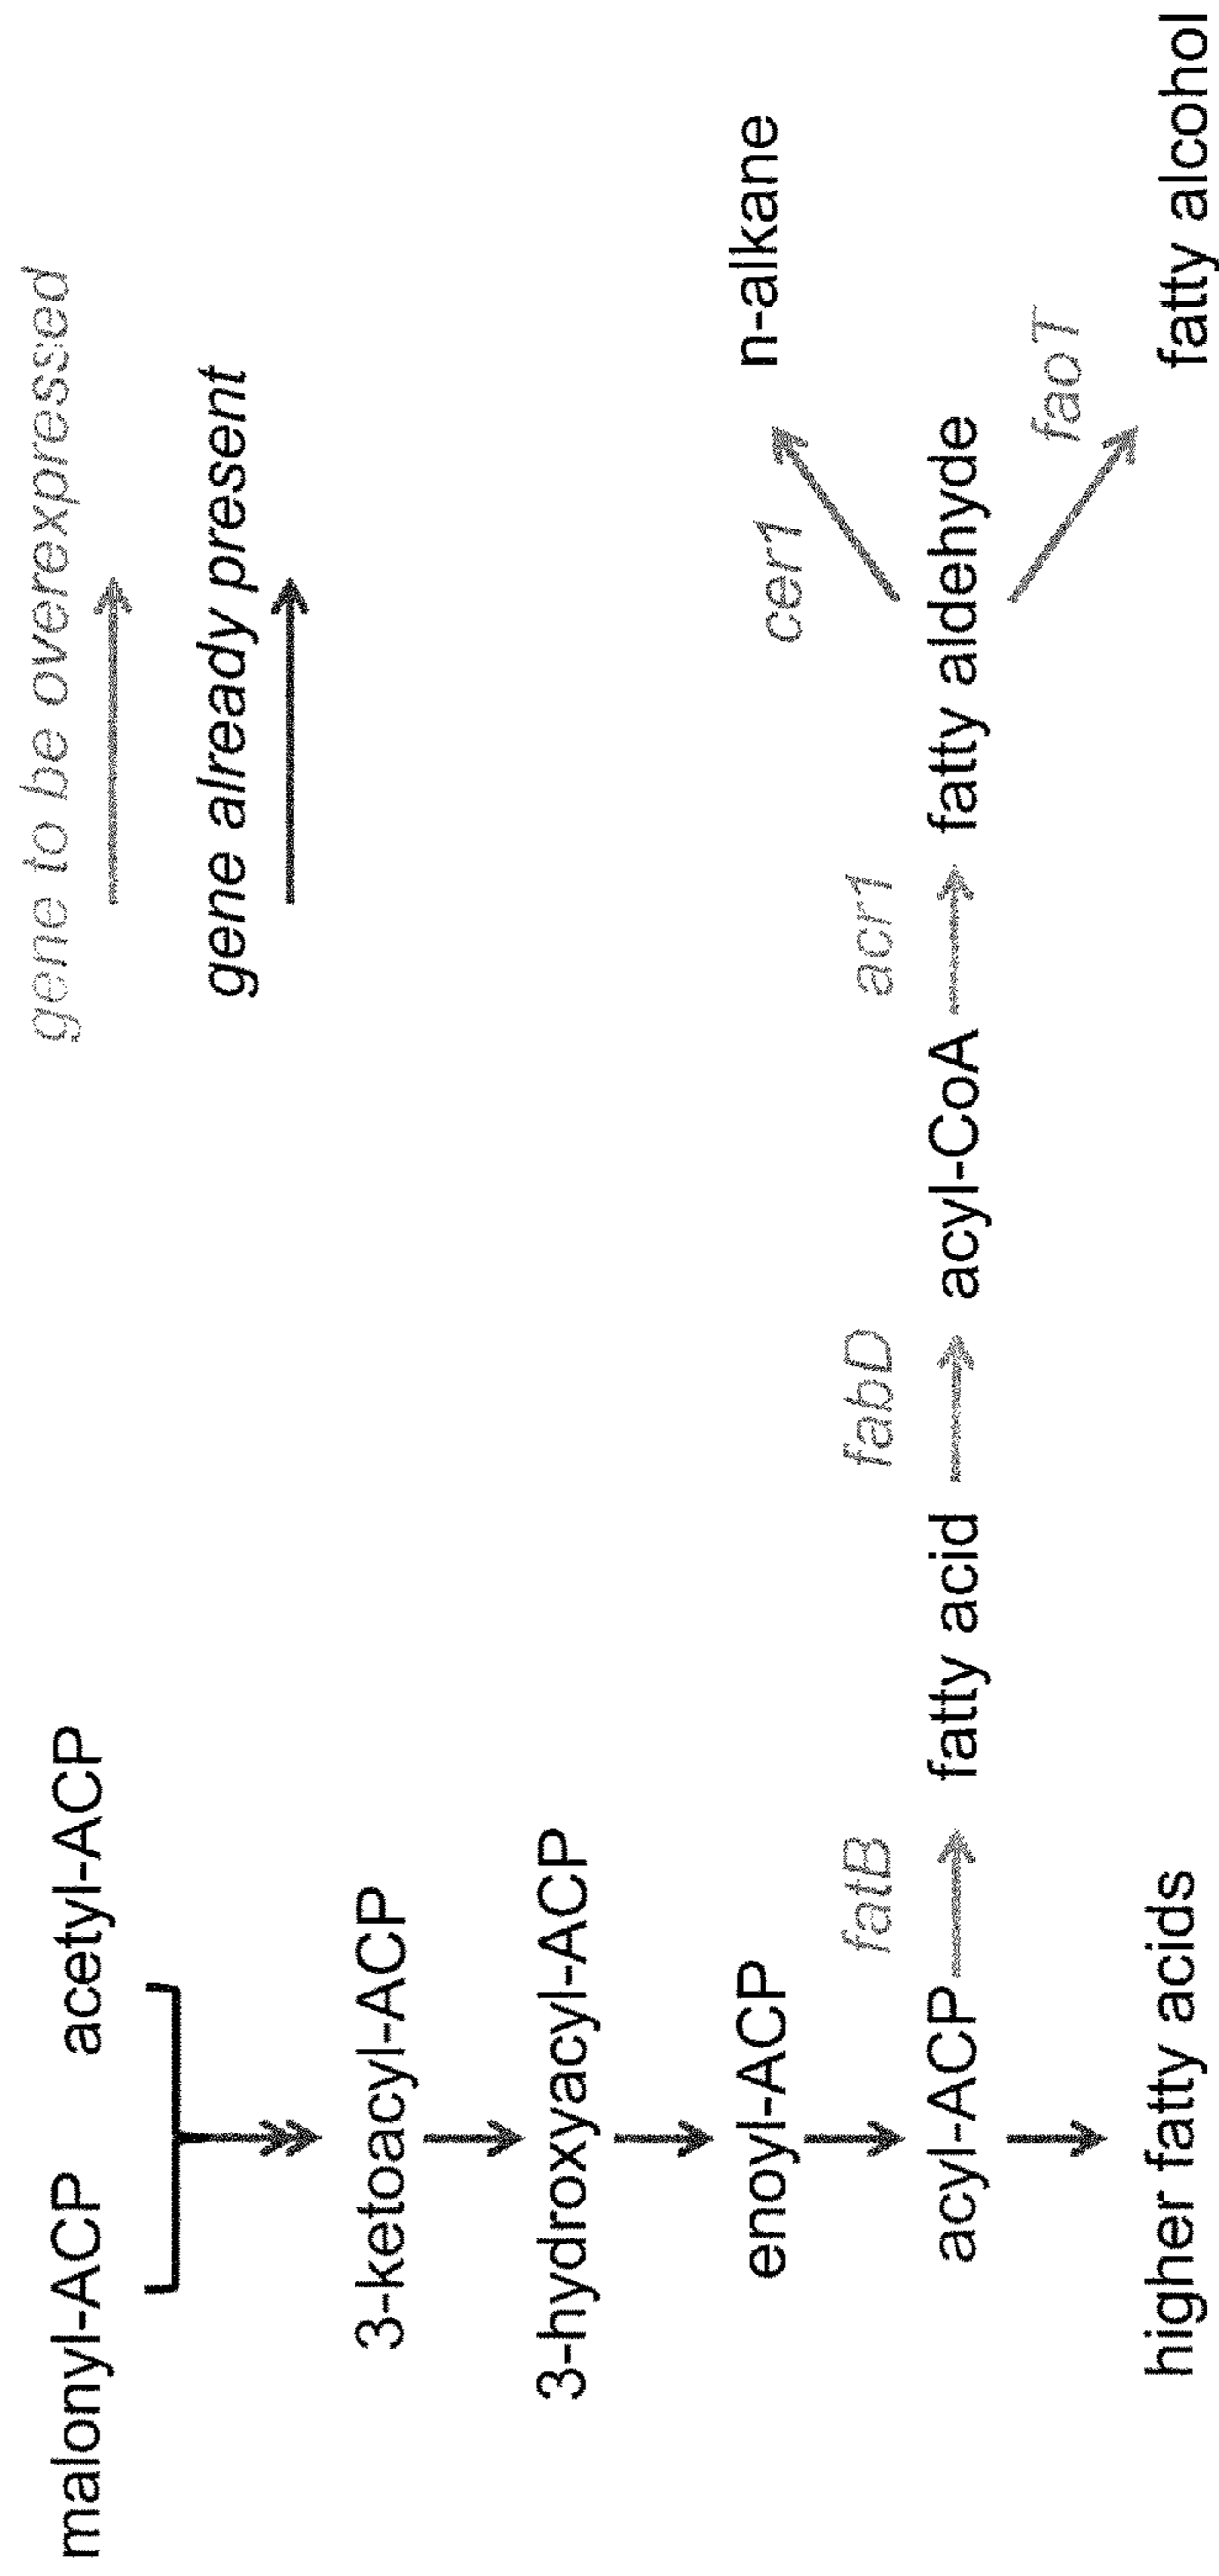 malonyl-ACP acetyl-ACP
gene to be overexpressed
gene already present
3-ketoacyl-ACP
3-hydroxyacyl-ACP
enoyl-ACP
n-alkane
cer1
fatB
fabD
acr1
acyl-ACP fatty acid acyl-CoA fatty aldehyde
faoT
higher fatty acids
fatty alcohol